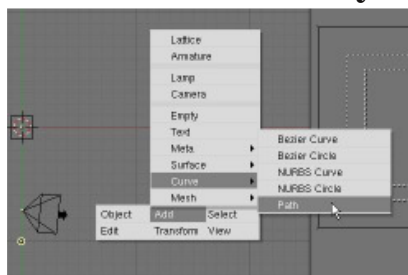 Lattice
Armature
Lamp
Camera
Empty
Text
Meta
Surface
Curve
Mesh
Object Add Select
Edit Transform View
Bezier Curve
Bezier Circle
NURBS Curve
NURBS Circle
Path